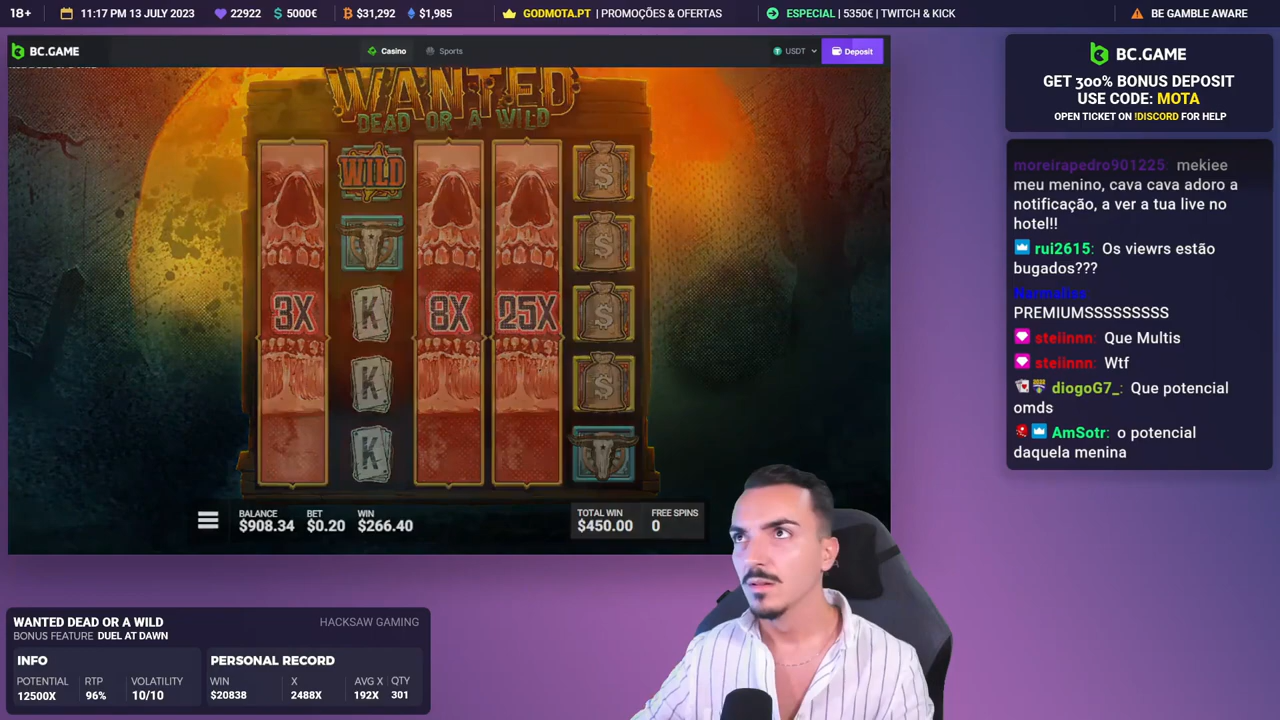 18+
11:17 PM 13 JULY 2023
22922
5000€
$31,292
$1,985
GODMOTA.PT | PROMOÇÕES & OFERTAS
ESPECIAL | 5350€ | TWITCH & KICK
BE GAMBLE AWARE
BC.GAME
Casino
Sports
USDT
Deposit
WANTED
DEAD OR A WILD
WILD
$
$
3X
K
8X
25X
$
K
$
K
BALANCE
$908.34
BET
$0.20
WIN
$266.40
TOTAL WIN
$450.00
FREE SPINS
0
BC.GAME
GET 300% BONUS DEPOSIT
USE CODE: MOTA
OPEN TICKET ON !DISCORD FOR HELP
moreirapedro901225: mekiee
meu menino, cava cava adoro a
notificação, a ver a tua live no
hotel!!
rui2615: Os viewrs estão
bugados???
PREMIUMSSSSSSSS
steiinnn: Que Multis
steiinnn: Wtf
diogoG7_: Que potencial
omds
AmSotr: o potencial
daquela menina
WANTED DEAD OR A WILD
HACKSAW GAMING
BONUS FEATURE DUEL AT DAWN
INFO
POTENTIAL
12500X
RTP
96%
VOLATILITY
10/10
PERSONAL RECORD
WIN
$20838
X
2488X
AVG X
192X
QTY
301